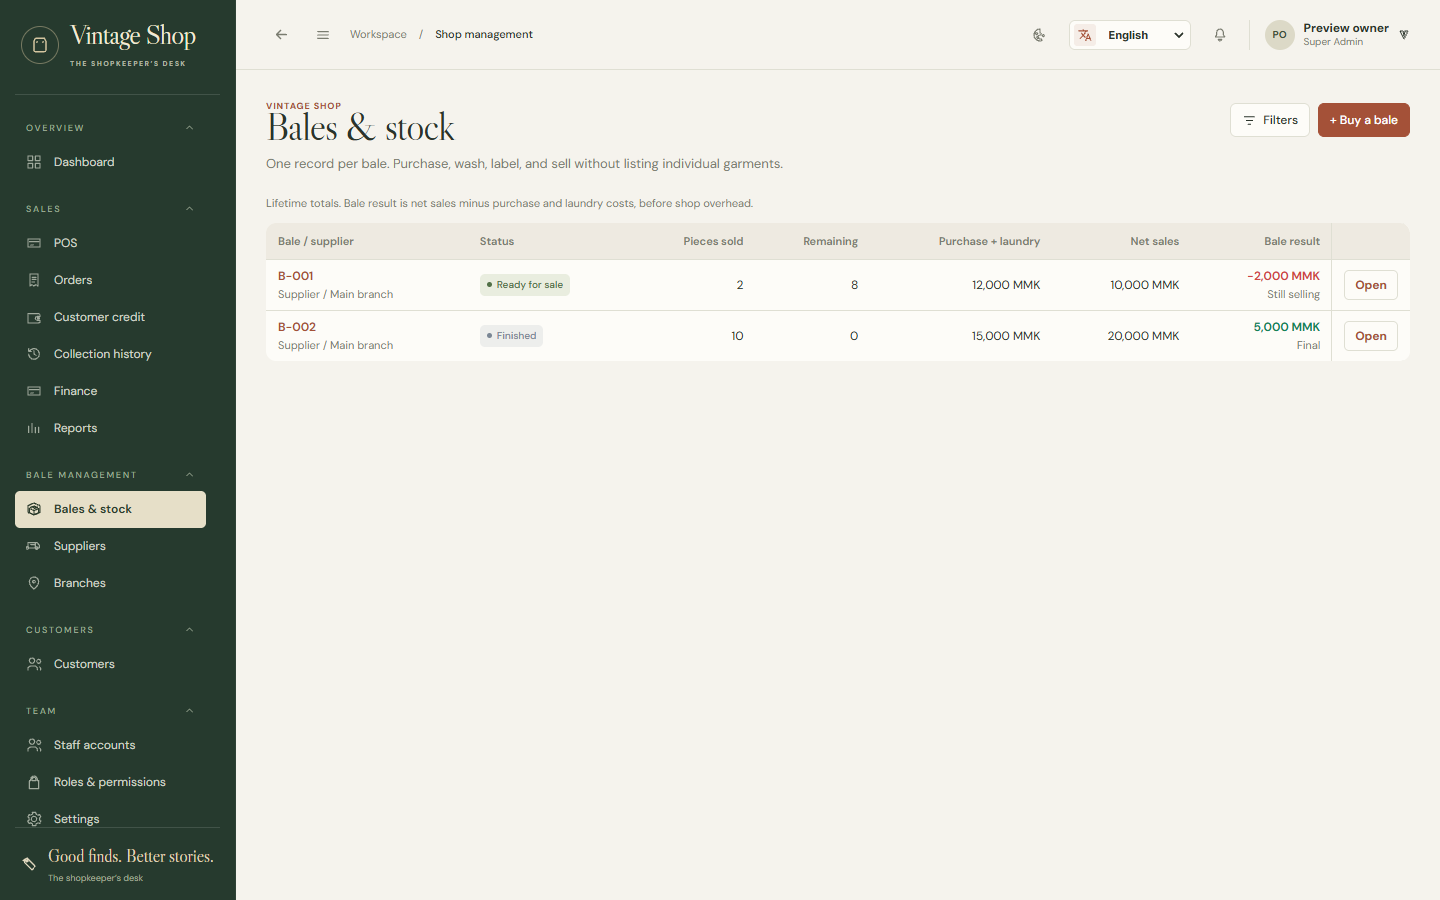 Vintage Shop
THE SHOPKEEPER'S DESK
OVERVIEW
Dashboard
SALES
POS
Orders
Customer credit
Collection history
Finance
Reports
BALE MANAGEMENT
Bales & stock
Suppliers
Branches
CUSTOMERS
Customers
TEAM
Staff accounts
Roles & permissions
Settings
Good finds. Better stories.
The shopkeeper's desk
Workspace / Shop management
English
PO
Preview owner
Super Admin
VINTAGE SHOP
Bales & stock
One record per bale. Purchase, wash, label, and sell without listing individual garments.
Filters
+ Buy a bale
Lifetime totals. Bale result is net sales minus purchase and laundry costs, before shop overhead.
Bale / supplier Status Pieces sold Remaining Purchase + laundry Net sales Bale result
B-001 Ready for sale 2 8 12,000 MMK 10,000 MMK -2,000 MMK Open
Supplier / Main branch Still selling
B-002 Finished 10 0 15,000 MMK 20,000 MMK 5,000 MMK Open
Supplier / Main branch Final